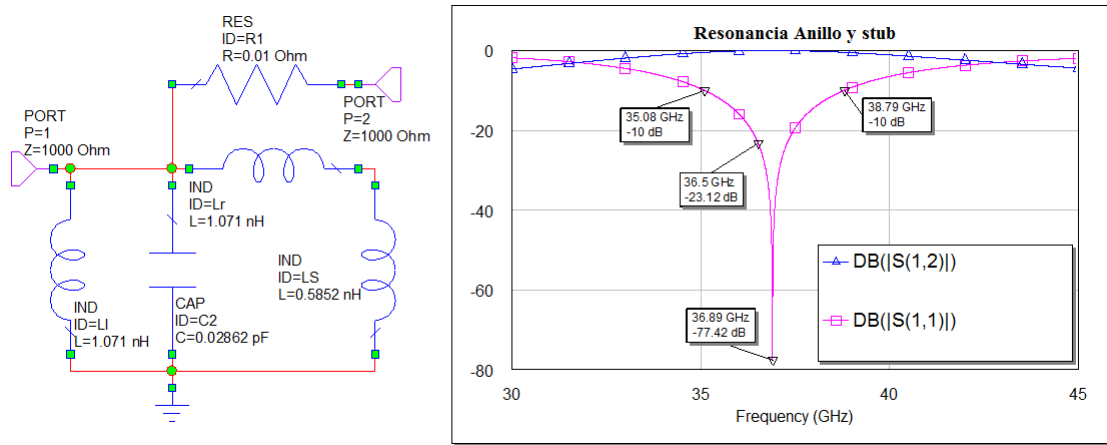 RES
ID=R1
R=0.01 Ohm
PORT
P=2
Z=1000 Ohm
PORT
P=1
Z=1000 Ohm
IND
ID=Lr
L=1.071 nH
IND
ID=LS
L=0.5852 nH
IND
ID=Ll
L=1.071 nH
CAP
ID=C2
C=0.02862 pF
Resonancia Anillo y stub
0
-20
-40
-60
-80
35.08 GHz
-10 dB
38.79 GHz
-10 dB
36.5 GHz
-23.12 dB
36.89 GHz
-77.42 dB
DB(|S(1,2)|)
DB(|S(1,1)|)
30
35
40
45
Frequency (GHz)